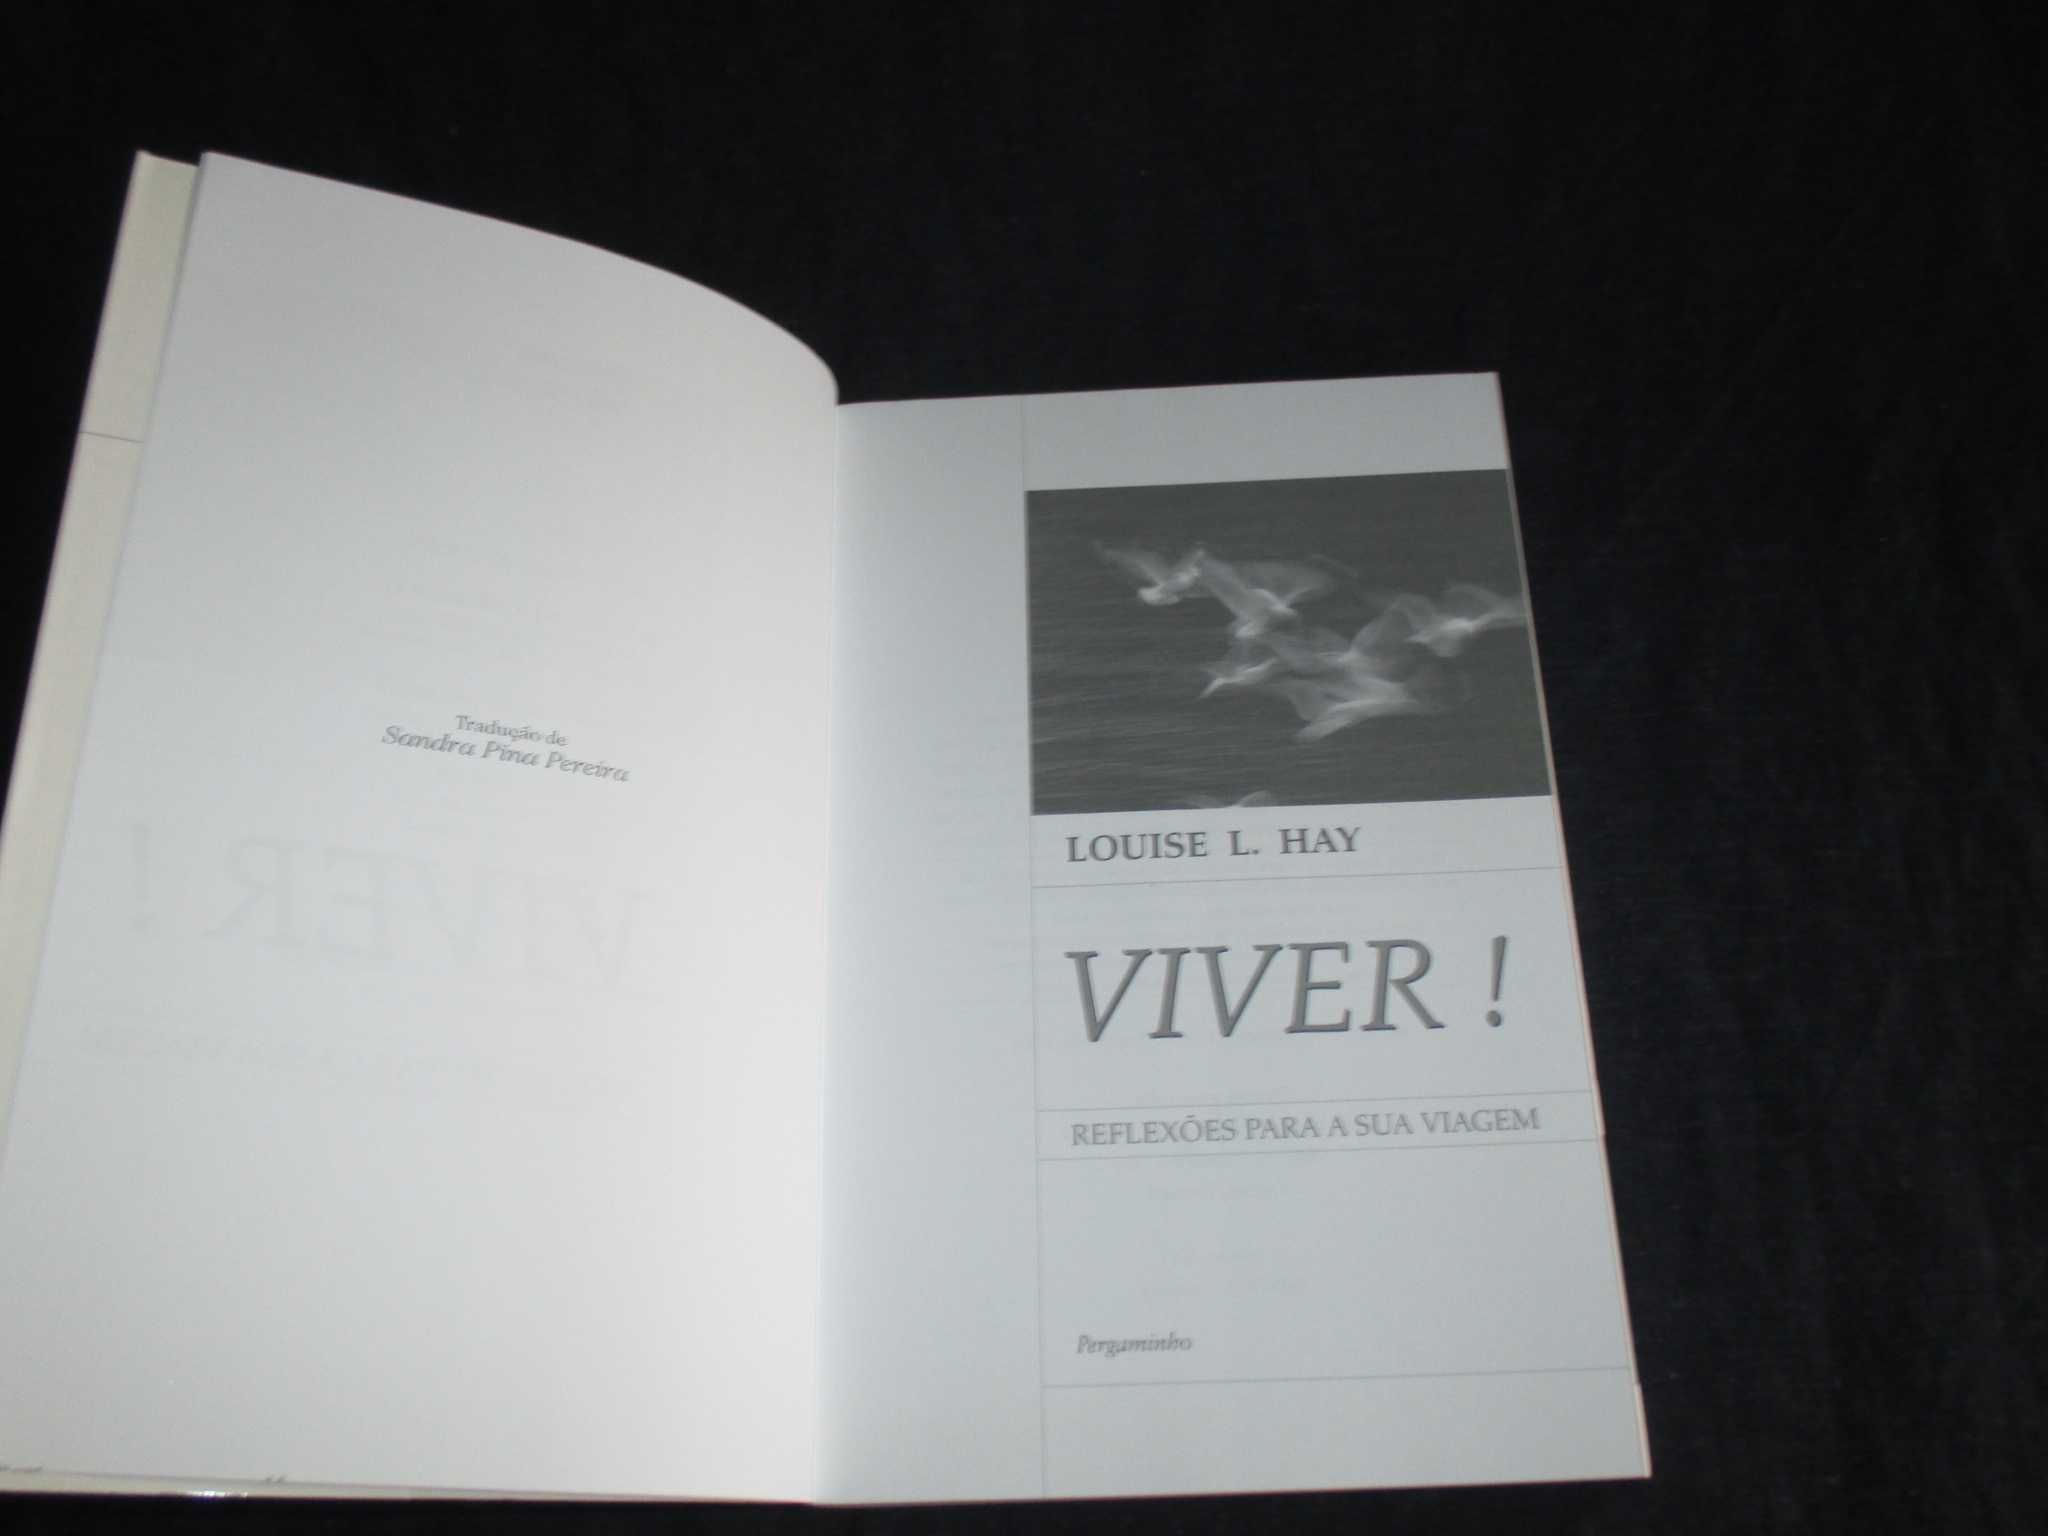 Tradução de
Sandra Pina Pereira
LOUISE L. HAY
VIVER !
REFLEXÕES PARA A SUA VIAGEM
Pergaminho